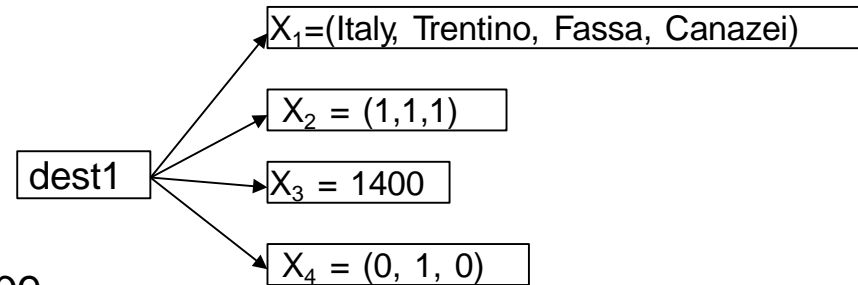 X₁=(Italy, Trentino, Fassa, Canazei)
X₂ = (1,1,1)
dest1
X₃ = 1400
X₄ = (0, 1, 0)